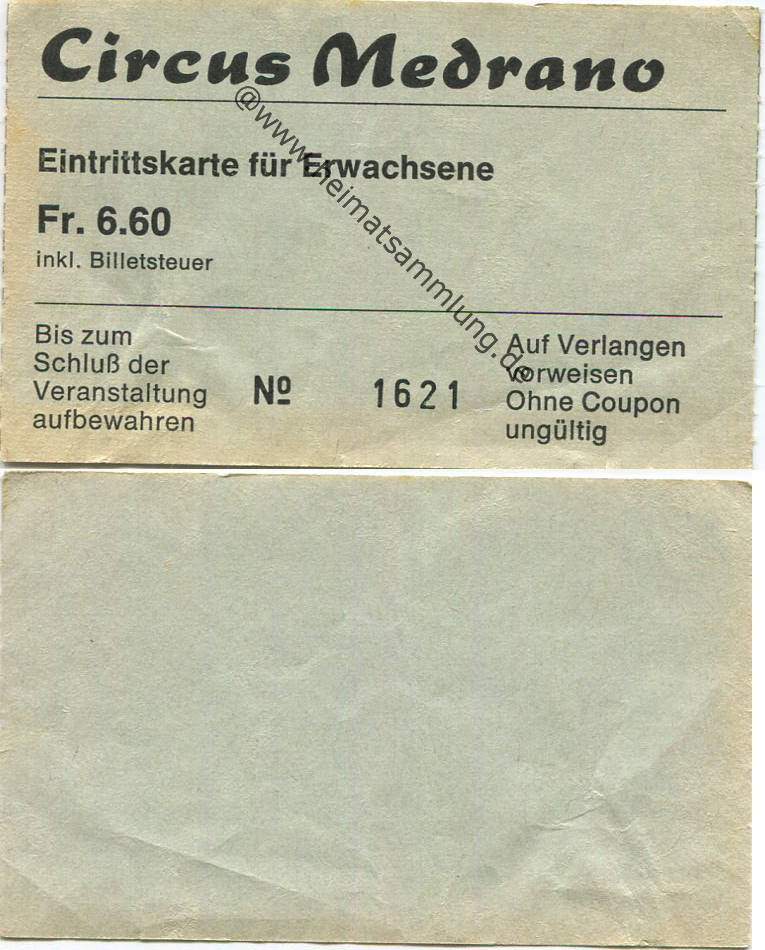 Circus Medrano
Eintrittskarte für Erwachsene
Fr. 6.60
inkl. Billetsteuer
Bis zum
Schluß der
Veranstaltung
aufbewahren
Nº 1621
Auf Verlangen
vorweisen
Ohne Coupon
ungültig
@www.heimatsammlung.de